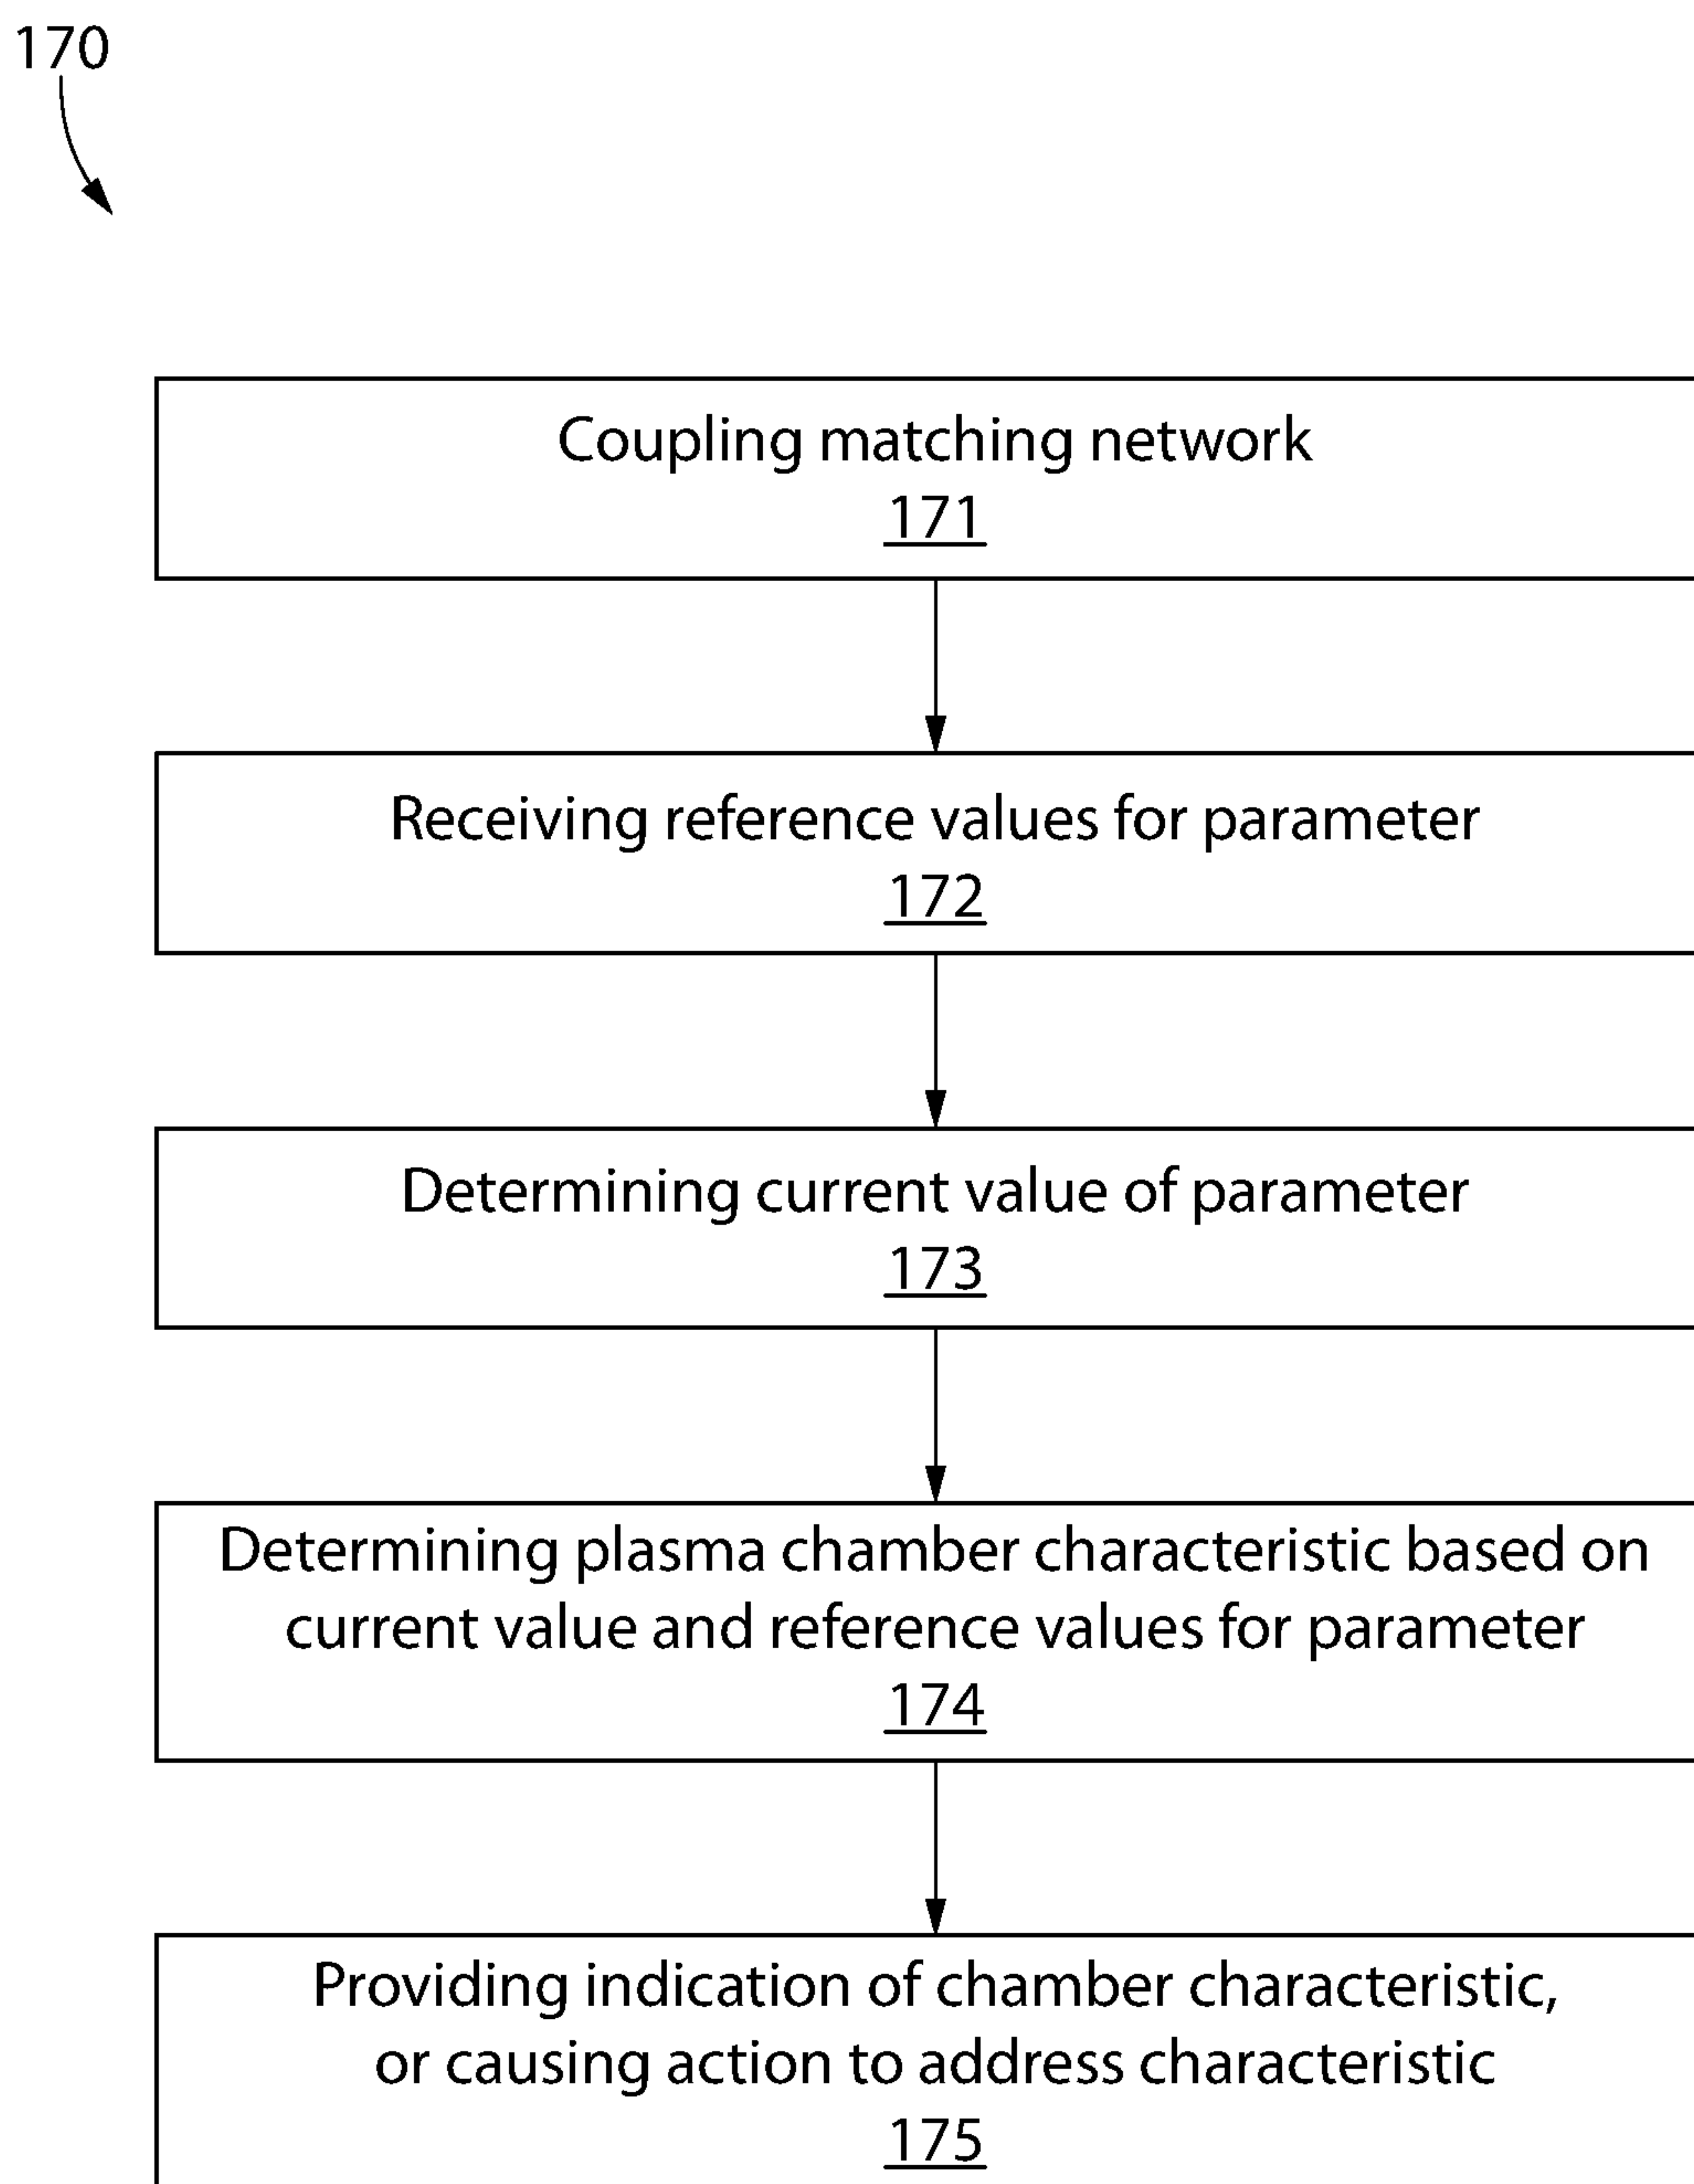 170
Coupling matching network
171
Receiving reference values for parameter
172
Determining current value of parameter
173
Determining plasma chamber characteristic based on
current value and reference values for parameter
174
Providing indication of chamber characteristic,
or causing action to address characteristic
175